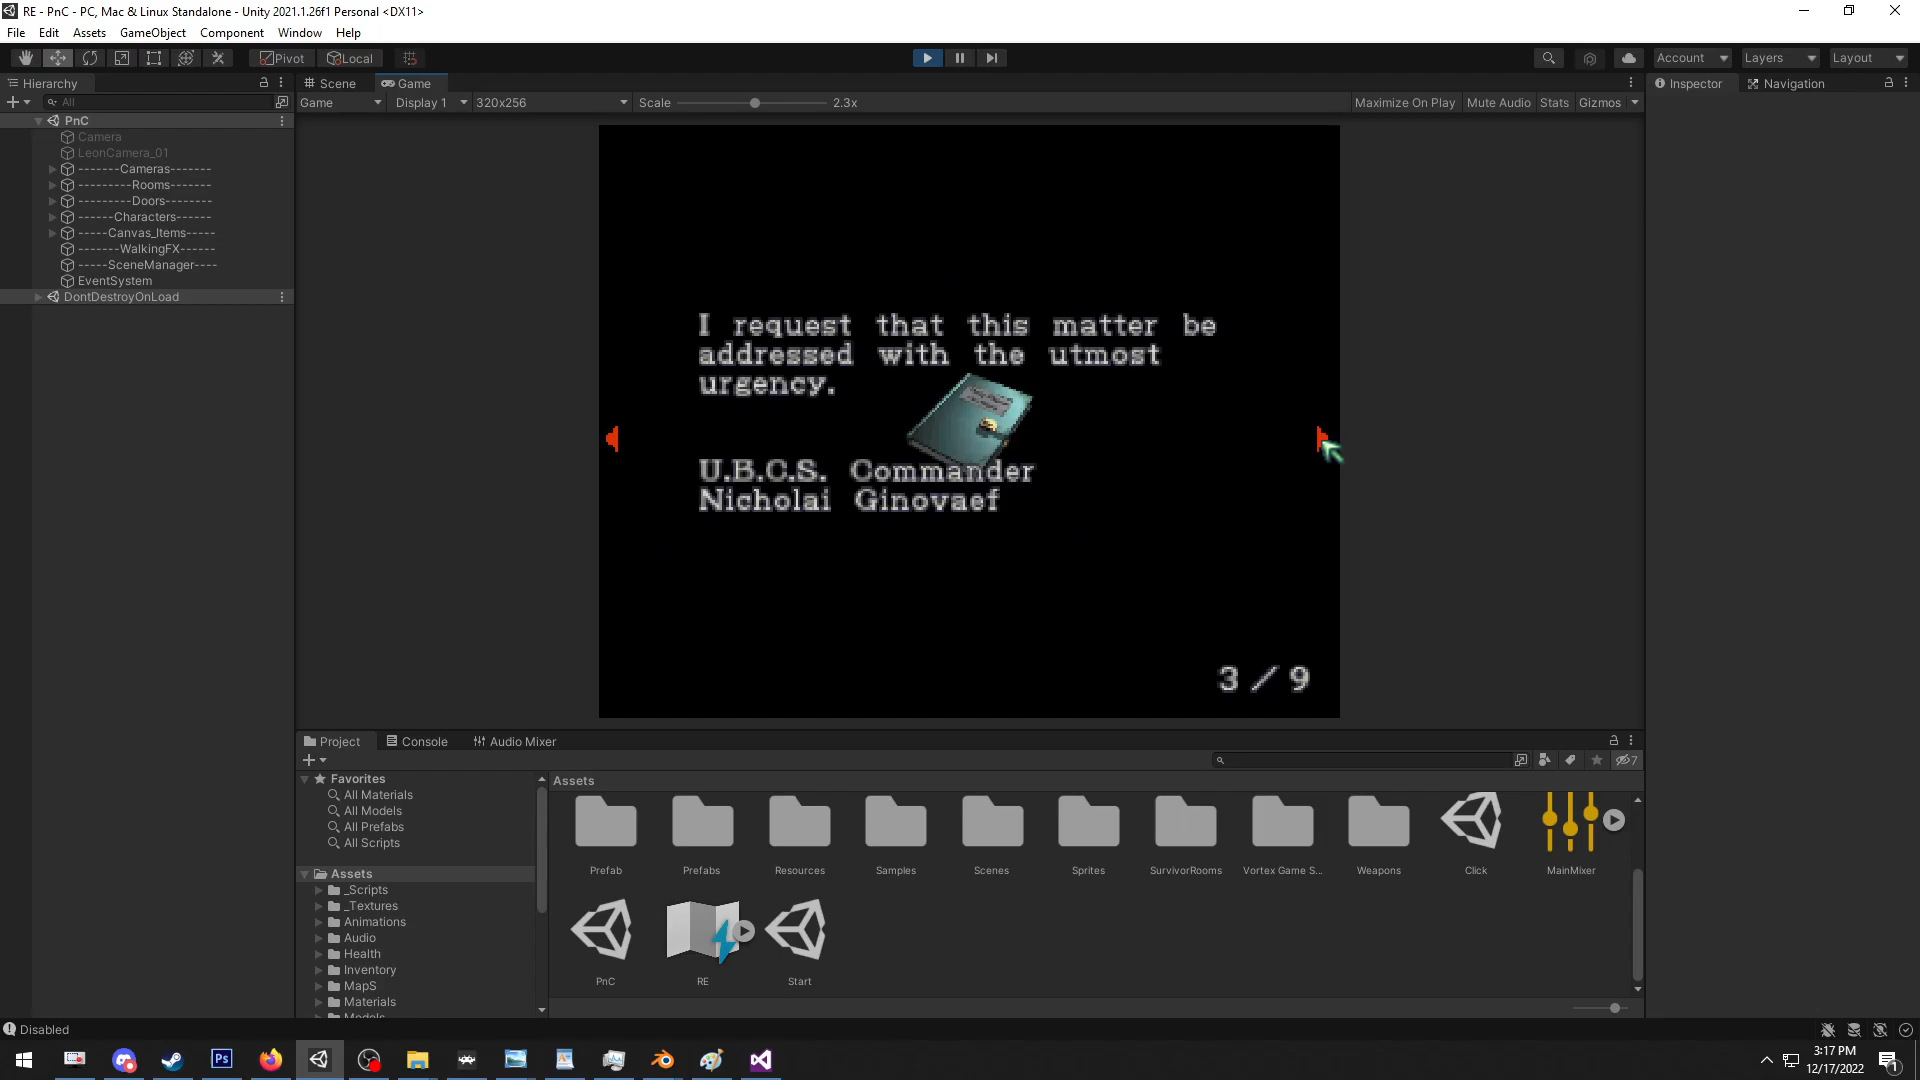 RE - PnC - PC, Mac & Linux Standalone - Unity 2021.1.26f1 Personal <DX11>
File Edit Assets GameObject Component Window Help
Pivot Local Account Layers Layout
Hierarchy Scene Game Inspector Navigation
All Game Display 1 320x256 Scale 2.3x Maximize On Play Mute Audio Stats Gizmos
PnC
Camera
LeonCamera_01
-------Cameras-------
---------Rooms-------
---------Doors--------
------Characters------
-----Canvas_Items-----
-------WalkingFX------
-----SceneManager----
EventSystem
DontDestroyOnLoad
I request that this matter be
addressed with the utmost
urgency.
U.B.C.S. Commander
Nicholai Ginovaef
3/9
Project Console Audio Mixer
7
Favorites
All Materials
All Models
All Prefabs
All Scripts
Assets
_Scripts
_Textures
Animations
Audio
Health
Inventory
MapS
Materials
Models
Assets
Prefab Prefabs Resources Samples Scenes Sprites SurvivorRooms Vortex Game S... Weapons Click MainMixer
PnC RE Start
Disabled
Ps
3:17 PM
12/17/2022
1